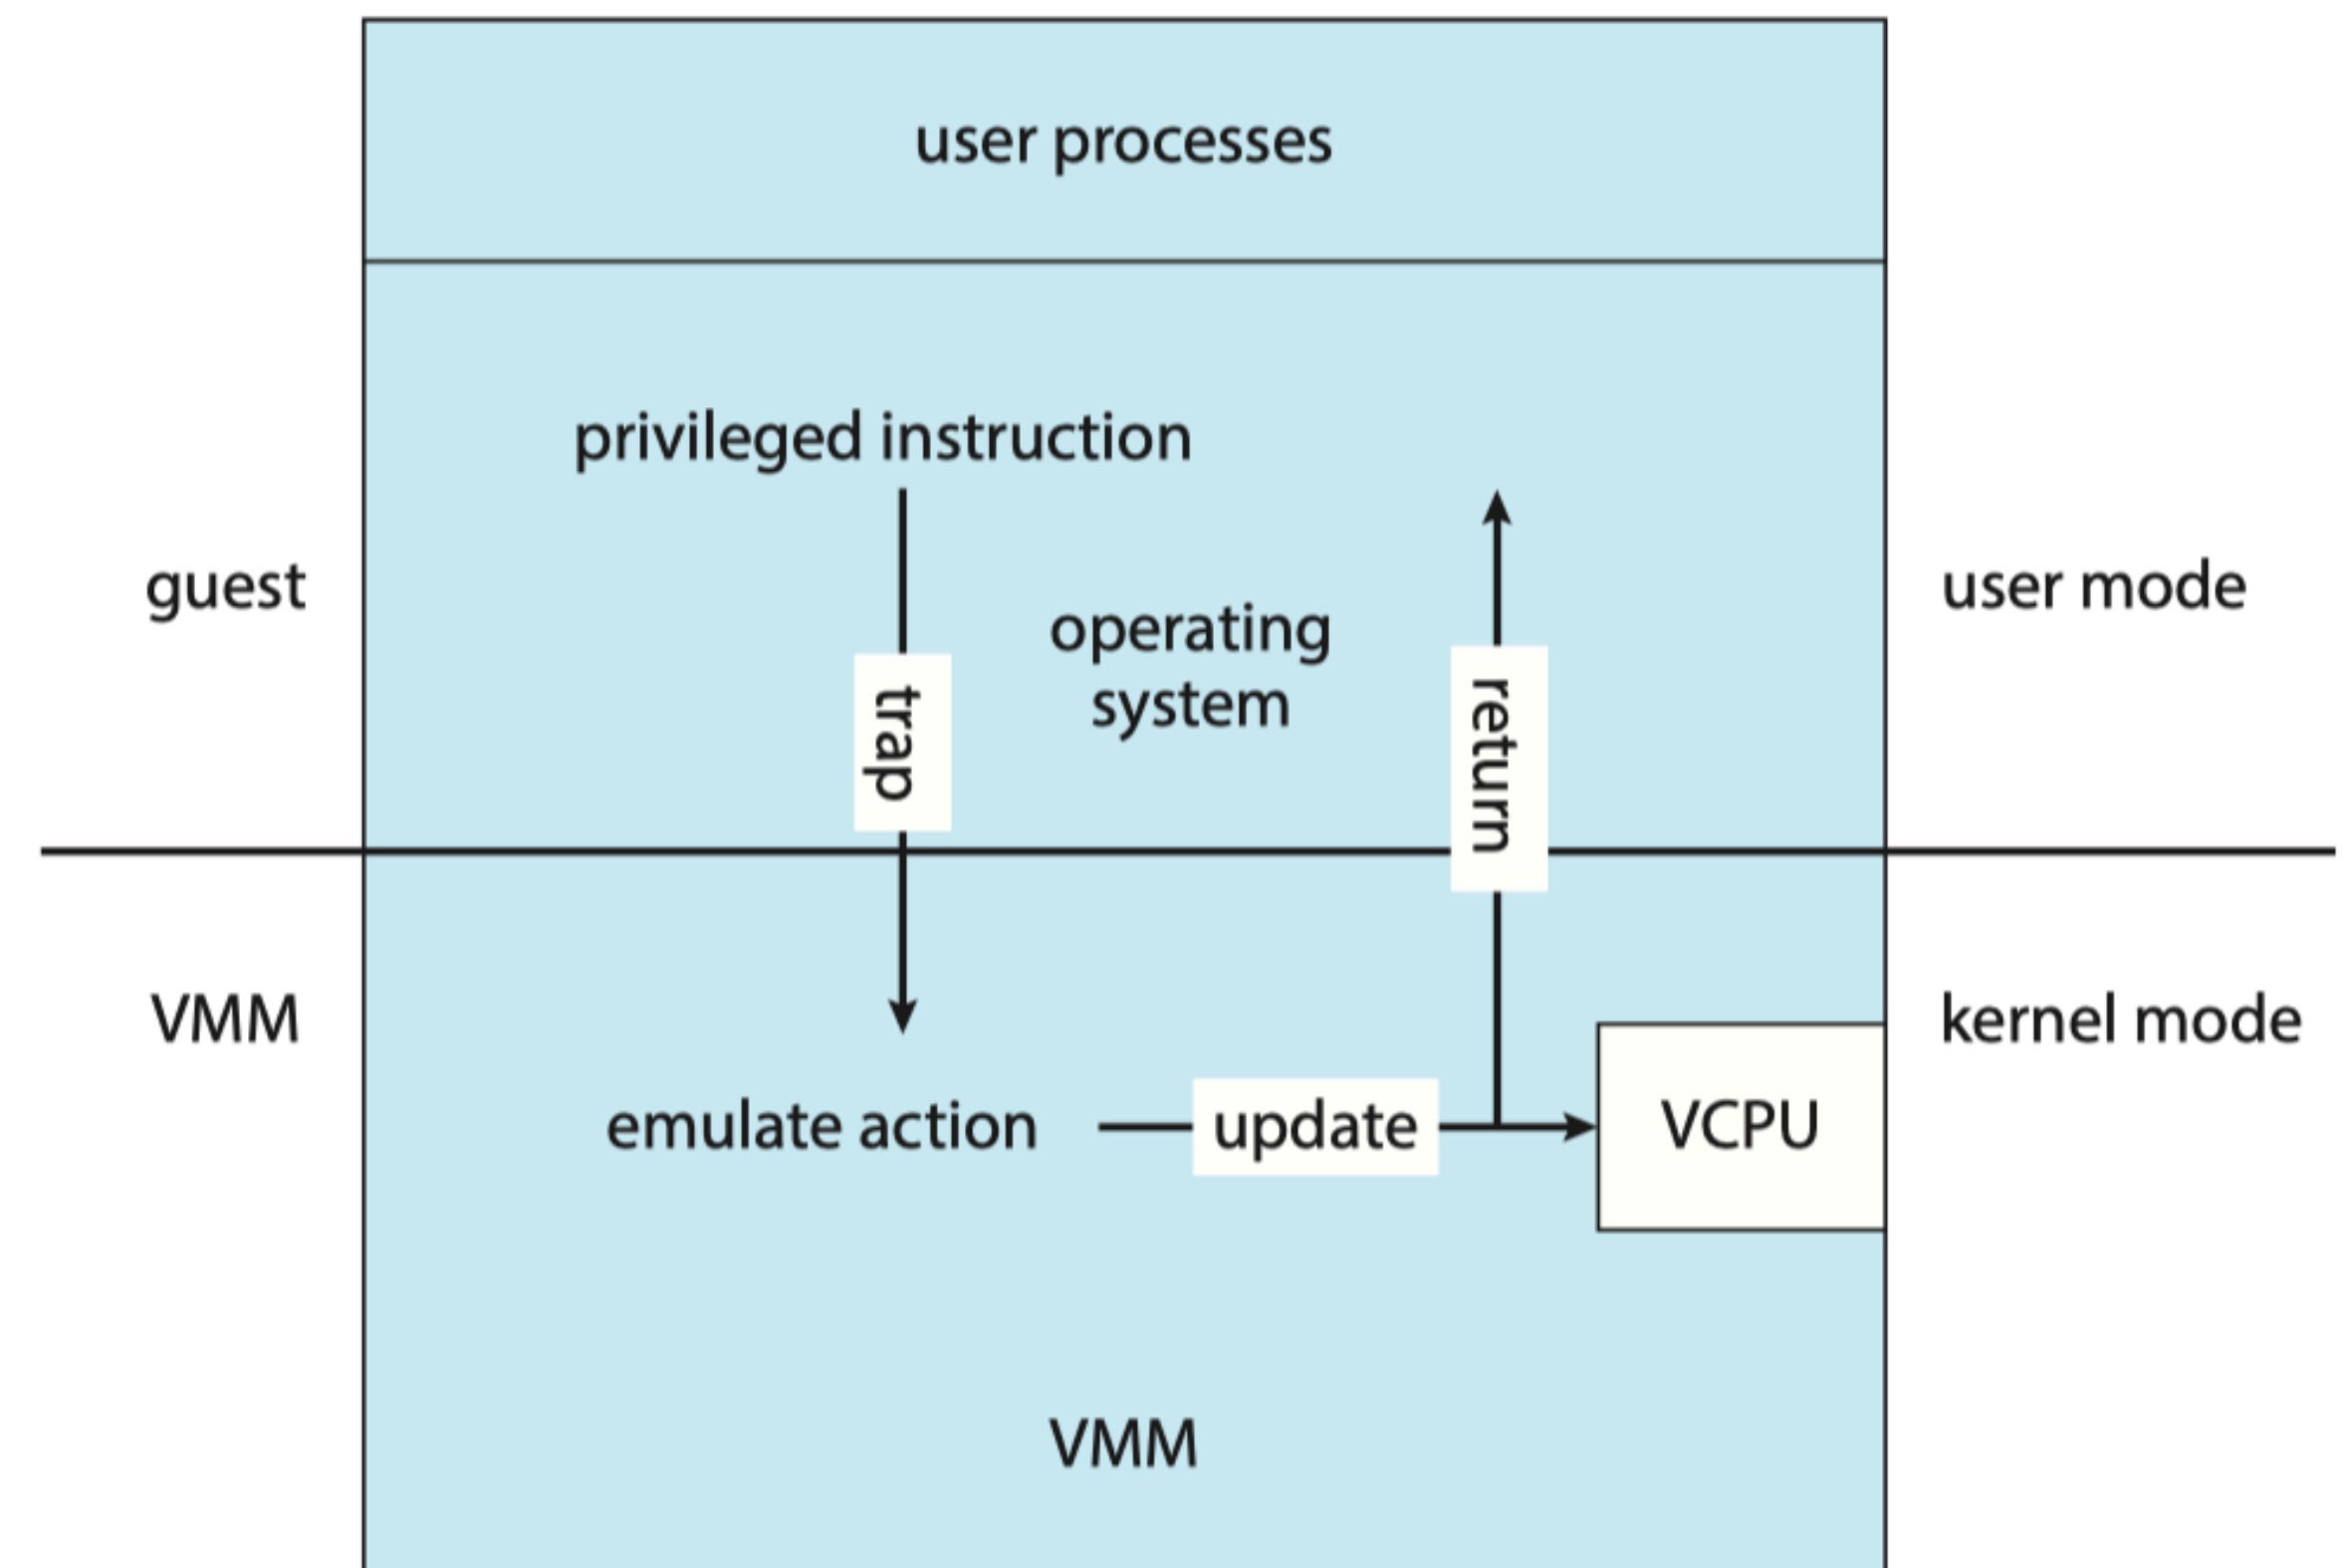 user processes
privileged instruction
guest
operating
system
user mode
trap
return
VMM
kernel mode
emulate action
update
VCPU
VMM